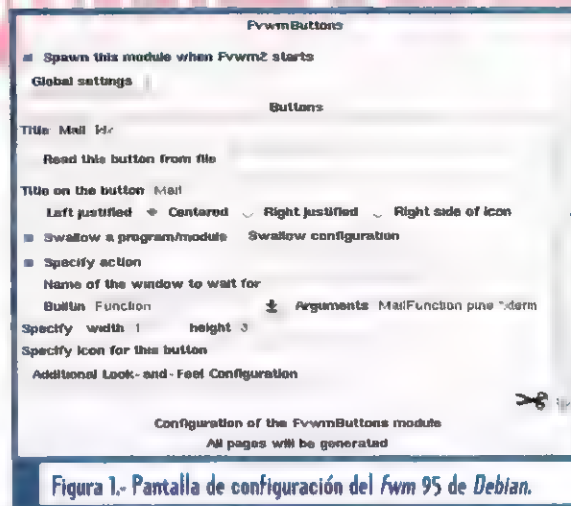 FvwmButtons
Spawn this module when Fvwm2 starts
Global settings
Buttons
Title Mail
Read this button from file
Title on the button Mail
Left justified Centered Right justified Right side of icon
Swallow a program/module Swallow configuration
Specify action
Name of the window to wait for
Builtin Function Arguments MailFunction pine
Specify width 1 height 3
Specify icon for this button
Additional Look-and-Feel Configuration
Configuration of the FvwmButtons module
All pages will be generated
Figura 1.- Pantalla de configuración del fwm 95 de Debian.